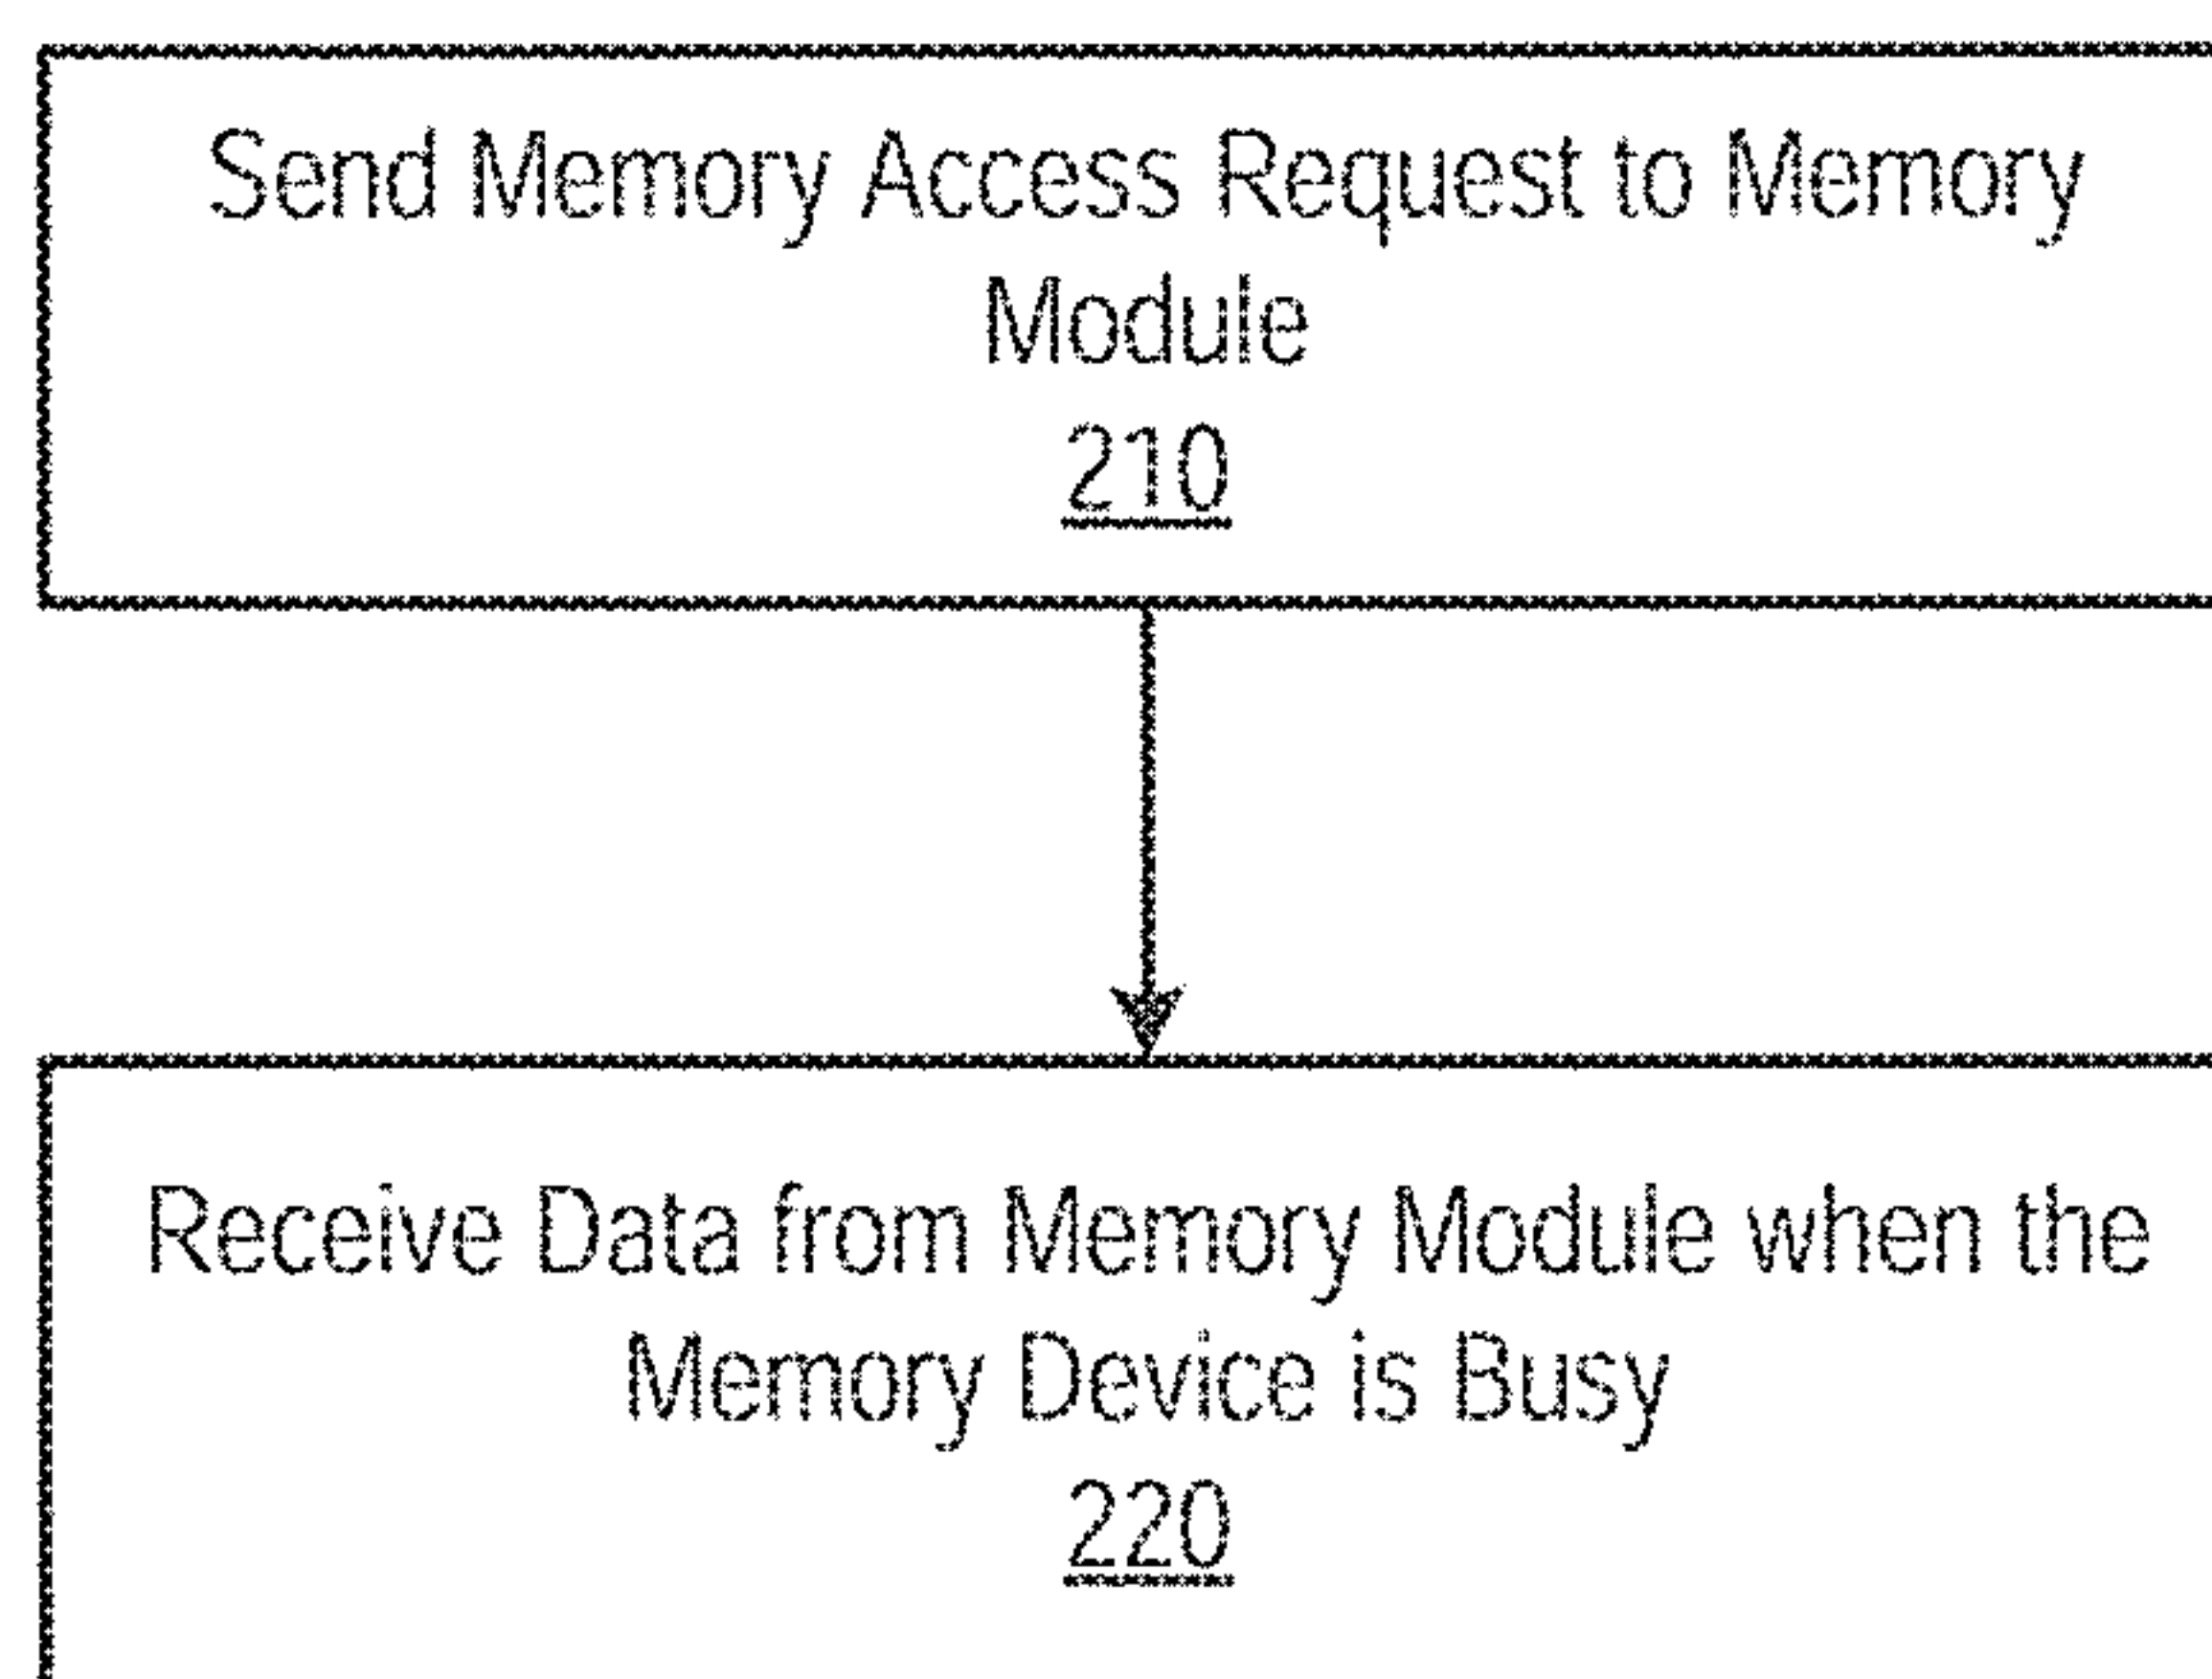 Send Memory Access Request to Memory
Module
210
Receive Data from Memory Module when the
Memory Device is Busy
220